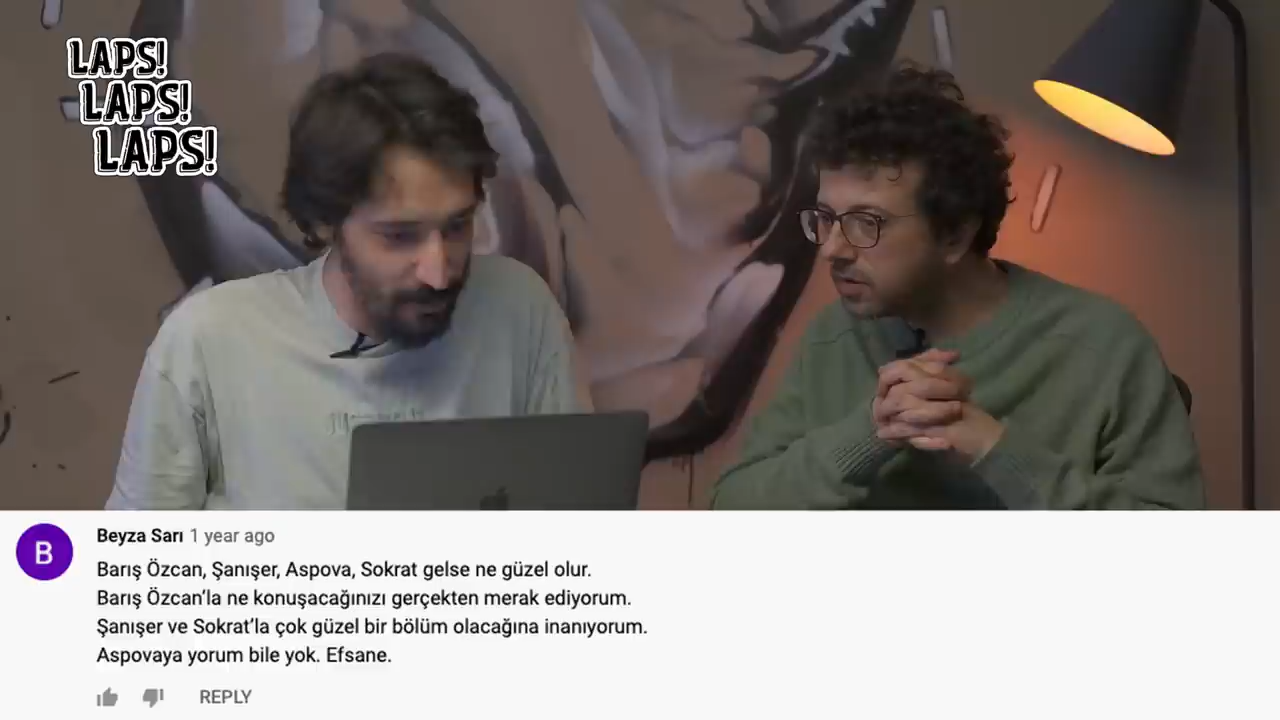 LAPS!
LAPS!
LAPS!
B
Beyza Sarı 1 year ago
Barış Özcan, Şanışer, Aspova, Sokrat gelse ne güzel olur.
Barış Özcan'la ne konuşacağınızı gerçekten merak ediyorum.
Şanışer ve Sokrat'la çok güzel bir bölüm olacağına inanıyorum.
Aspovaya yorum bile yok. Efsane.
REPLY